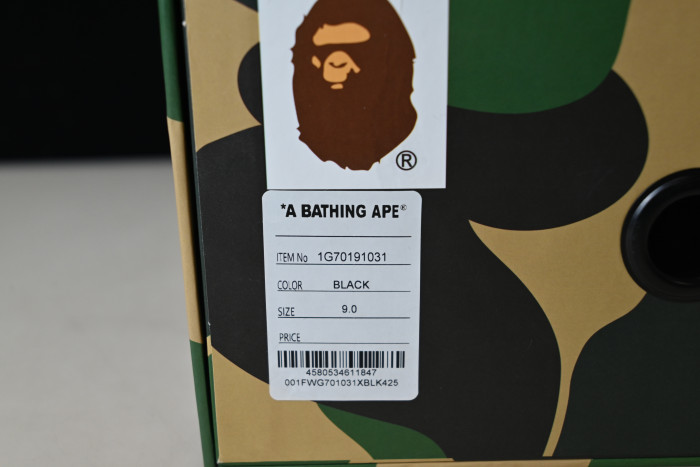 ®
*A BATHING APE®
ITEM No 1G70191031
COLOR BLACK
SIZE 9.0
PRICE
4580534611847
001FWG701031XBLK425